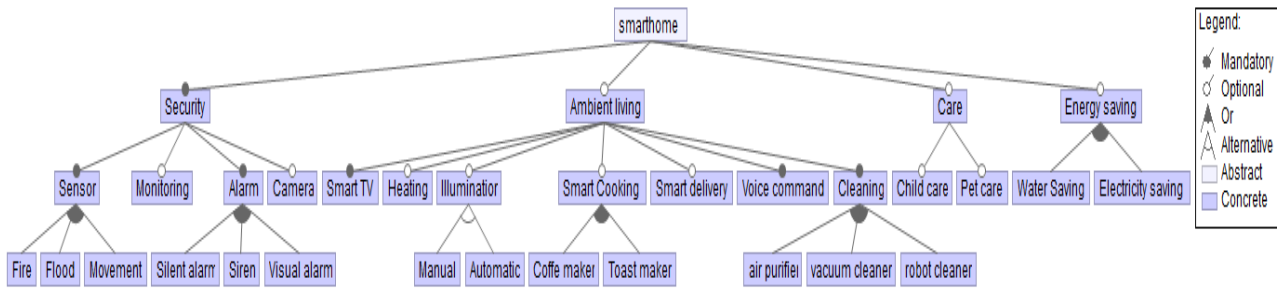 smarthome
Legend:
Mandatory
Optional
Or
Alternative
Abstract
Concrete
Security
Ambient living
Care
Energy saving
Sensor
Monitoring
Alarm
Camera
Smart TV
Heating
Illuminatior
Smart Cooking
Smart delivery
Voice command
Cleaning
Child care
Pet care
Water Saving
Electricity saving
Fire
Flood
Movement
Silent alarm
Siren
Visual alarm
Manual
Automatic
Coffe maker
Toast maker
air purifier
vacuum cleaner
robot cleaner